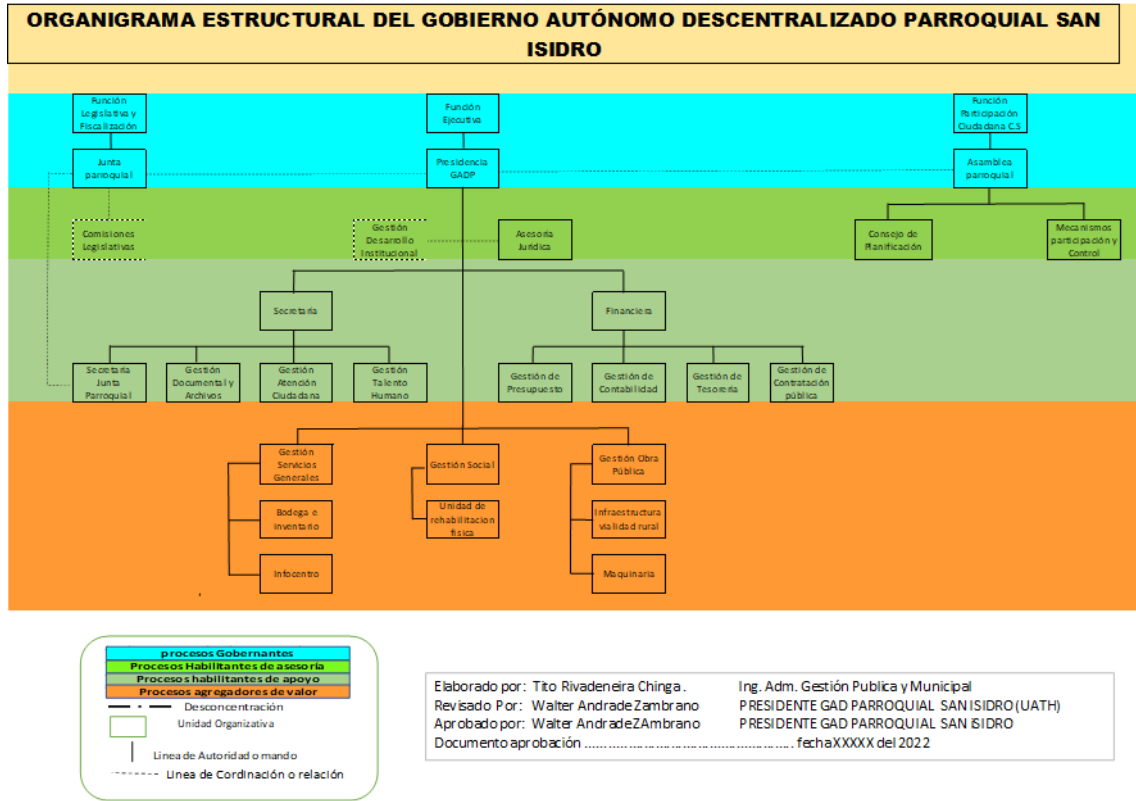 ORGANIGRAMA ESTRUCTURAL DEL GOBIERNO AUTÓNOMO DESCENTRALIZADO PARROQUIAL SAN
ISIDRO
Función
Legislativa y
Fiscalización
Función
Ejecutiva
Función
Participación
Ciudadana C.S
Junta
parroquial
Presidencia
GADP
Asamblea
parroquial
Comisiones
Legislativas
Gestión
Desarrollo
Institucional
Asesoría
Jurídica
Consejo de
Planificación
Mecanismos
participación y
Control
Secretaría
Financiera
Secretaría
Junta
Parroquial
Gestión
Documental y
Archivos
Gestión
Atención
Ciudadana
Gestión
Talento
Humano
Gestión de
Presupuesto
Gestión de
Contabilidad
Gestión de
Tesorería
Gestión de
Contratación
pública
Gestión
Servicios
Generales
Gestión Social
Gestión Obra
Pública
Bodega e
inventario
Unidad de
rehabilitacion
fisica
Infraestructura
vialidad rural
Infocentro
Maquinaria
procesos Gobernantes
Procesos Habilitantes de asesoría
Procesos habilitantes de apoyo
Procesos agregadores de valor
Desconcentración
Unidad Organizativa
Linea de Autoridad o mando
Linea de Cordinación o relación
Elaborado por: Tito Rivadeneira Chinga. Ing. Adm. Gestión Publica y Municipal
Revisado Por: Walter Andrade Zambrano PRESIDENTE GAD PARROQUIAL SAN ISIDRO (UATH)
Aprobado por: Walter Andrade ZAmbrano PRESIDENTE GAD PARROQUIAL SAN ISIDRO
Documento aprobación ........................................................ fecha XXXXX del 2022